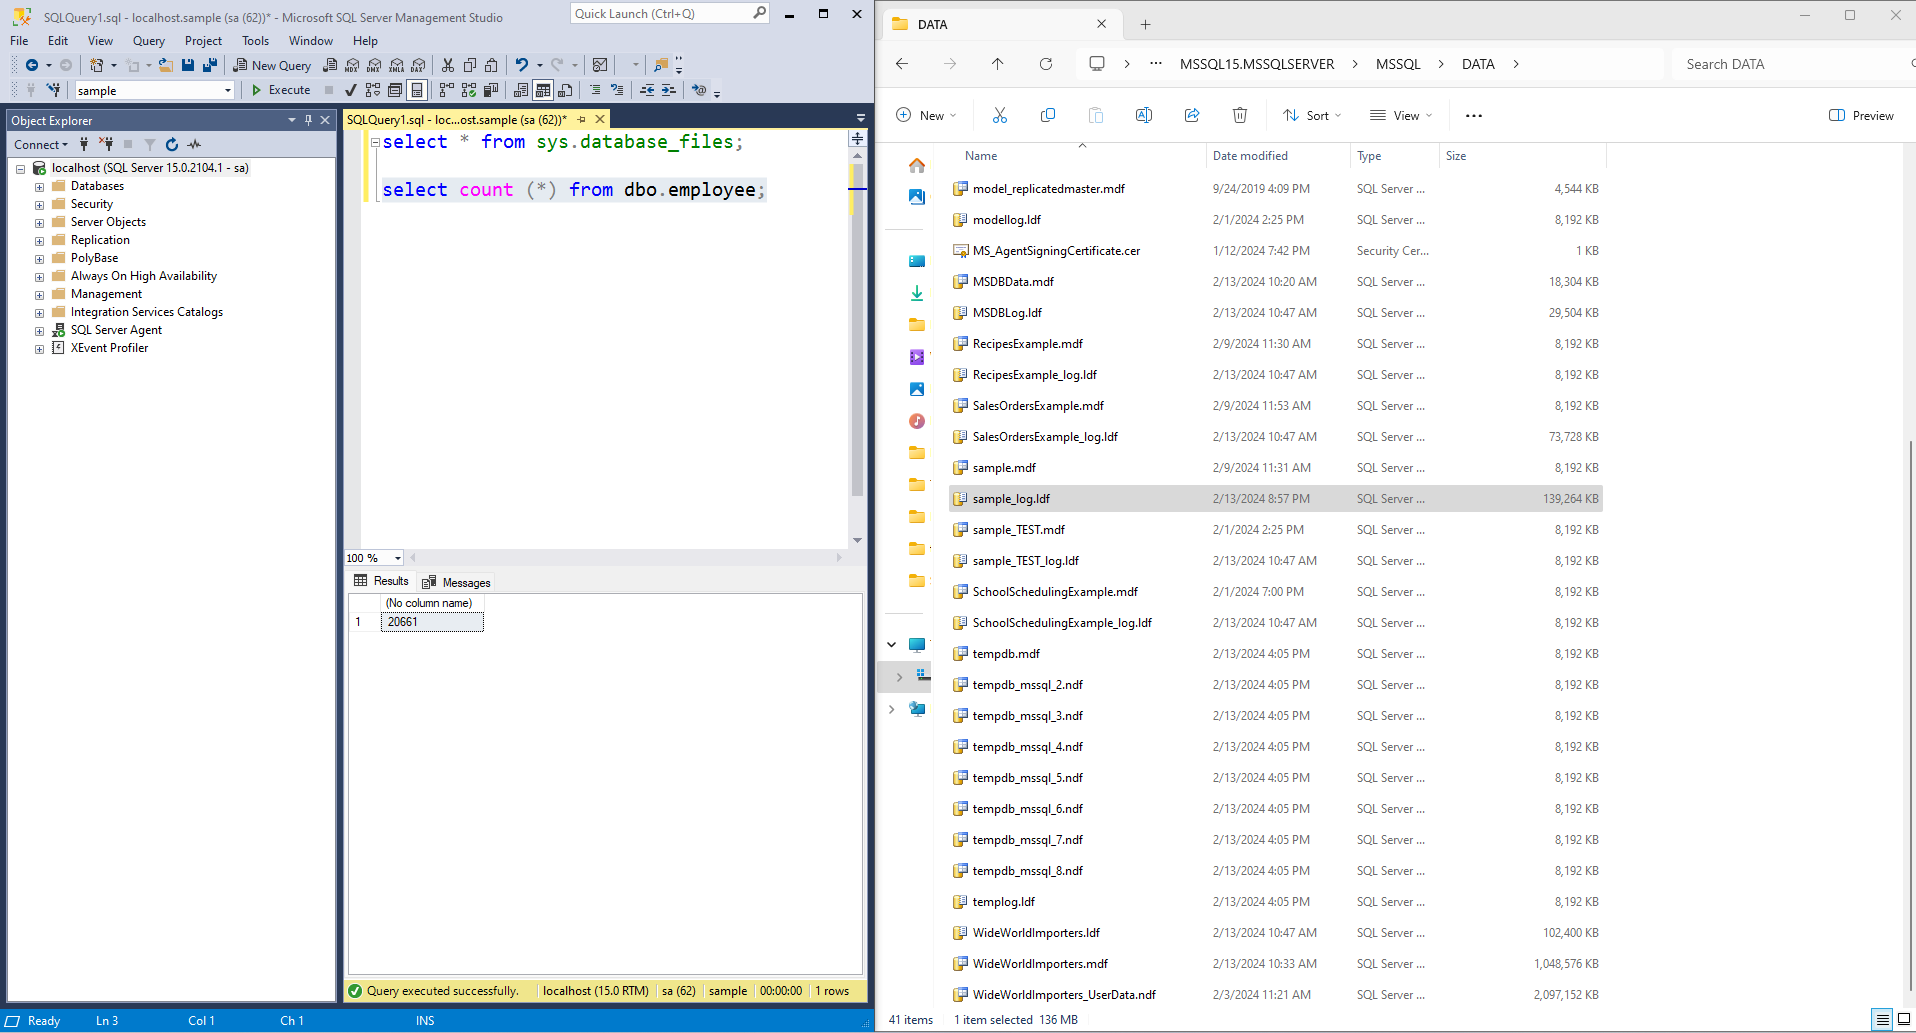 SQLQuery1.sql - localhost.sample (sa (62))* - Microsoft SQL Server Management Studio
Quick Launch (Ctrl+Q)
File Edit View Query Project Tools Window Help
New Query
MDX DMX XMLA DAX
sample
Execute
Object Explorer
Connect
localhost (SQL Server 15.0.2104.1 - sa)
Databases
Security
Server Objects
Replication
PolyBase
Always On High Availability
Management
Integration Services Catalogs
SQL Server Agent
XEvent Profiler
SQLQuery1.sql - loc...ost.sample (sa (62))*
select * from sys.database_files;
select count (*) from dbo.employee;
100 %
Results Messages
(No column name)
1 20661
Query executed successfully. localhost (15.0 RTM) sa (62) sample 00:00:00 1 rows
Ready Ln 3 Col 1 Ch 1 INS
DATA
MSSQL15.MSSQLSERVER > MSSQL > DATA >
Search DATA
New Sort View ... Preview
Name Date modified Type Size
model_replicatedmaster.mdf 9/24/2019 4:09 PM SQL Server ... 4,544 KB
modellog.ldf 2/1/2024 2:25 PM SQL Server ... 8,192 KB
MS_AgentSigningCertificate.cer 1/12/2024 7:42 PM Security Cer... 1 KB
MSDBData.mdf 2/13/2024 10:20 AM SQL Server ... 18,304 KB
MSDBLog.ldf 2/13/2024 10:47 AM SQL Server ... 29,504 KB
RecipesExample.mdf 2/9/2024 11:30 AM SQL Server ... 8,192 KB
RecipesExample_log.ldf 2/13/2024 10:47 AM SQL Server ... 8,192 KB
SalesOrdersExample.mdf 2/9/2024 11:53 AM SQL Server ... 8,192 KB
SalesOrdersExample_log.ldf 2/13/2024 10:47 AM SQL Server ... 73,728 KB
sample.mdf 2/9/2024 11:31 AM SQL Server ... 8,192 KB
sample_log.ldf 2/13/2024 8:57 PM SQL Server ... 139,264 KB
sample_TEST.mdf 2/1/2024 2:25 PM SQL Server ... 8,192 KB
sample_TEST_log.ldf 2/13/2024 10:47 AM SQL Server ... 8,192 KB
SchoolSchedulingExample.mdf 2/1/2024 7:00 PM SQL Server ... 8,192 KB
SchoolSchedulingExample_log.ldf 2/13/2024 10:47 AM SQL Server ... 8,192 KB
tempdb.mdf 2/13/2024 4:05 PM SQL Server ... 8,192 KB
tempdb_mssql_2.ndf 2/13/2024 4:05 PM SQL Server ... 8,192 KB
tempdb_mssql_3.ndf 2/13/2024 4:05 PM SQL Server ... 8,192 KB
tempdb_mssql_4.ndf 2/13/2024 4:05 PM SQL Server ... 8,192 KB
tempdb_mssql_5.ndf 2/13/2024 4:05 PM SQL Server ... 8,192 KB
tempdb_mssql_6.ndf 2/13/2024 4:05 PM SQL Server ... 8,192 KB
tempdb_mssql_7.ndf 2/13/2024 4:05 PM SQL Server ... 8,192 KB
tempdb_mssql_8.ndf 2/13/2024 4:05 PM SQL Server ... 8,192 KB
templog.ldf 2/13/2024 4:05 PM SQL Server ... 8,192 KB
WideWorldImporters.ldf 2/13/2024 10:47 AM SQL Server ... 102,400 KB
WideWorldImporters.mdf 2/13/2024 10:33 AM SQL Server ... 1,048,576 KB
WideWorldImporters_UserData.ndf 2/3/2024 11:21 AM SQL Server ... 2,097,152 KB
41 items 1 item selected 136 MB